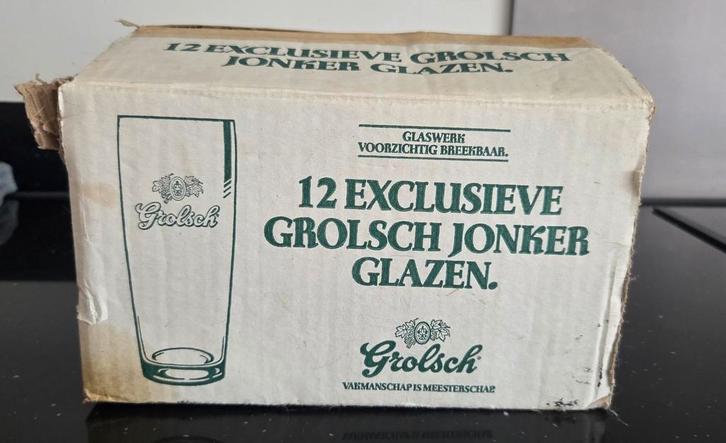 12 EXCLUSIEVE GROLSCH
JONKER GLAZEN.
GLASWERK
VOORZICHTIG BREEKBAAR.
Grolsch
12 EXCLUSIEVE
GROLSCH JONKER
GLAZEN.
Grolsch
VAKMANSCHAP IS MEESTERSCHAP.